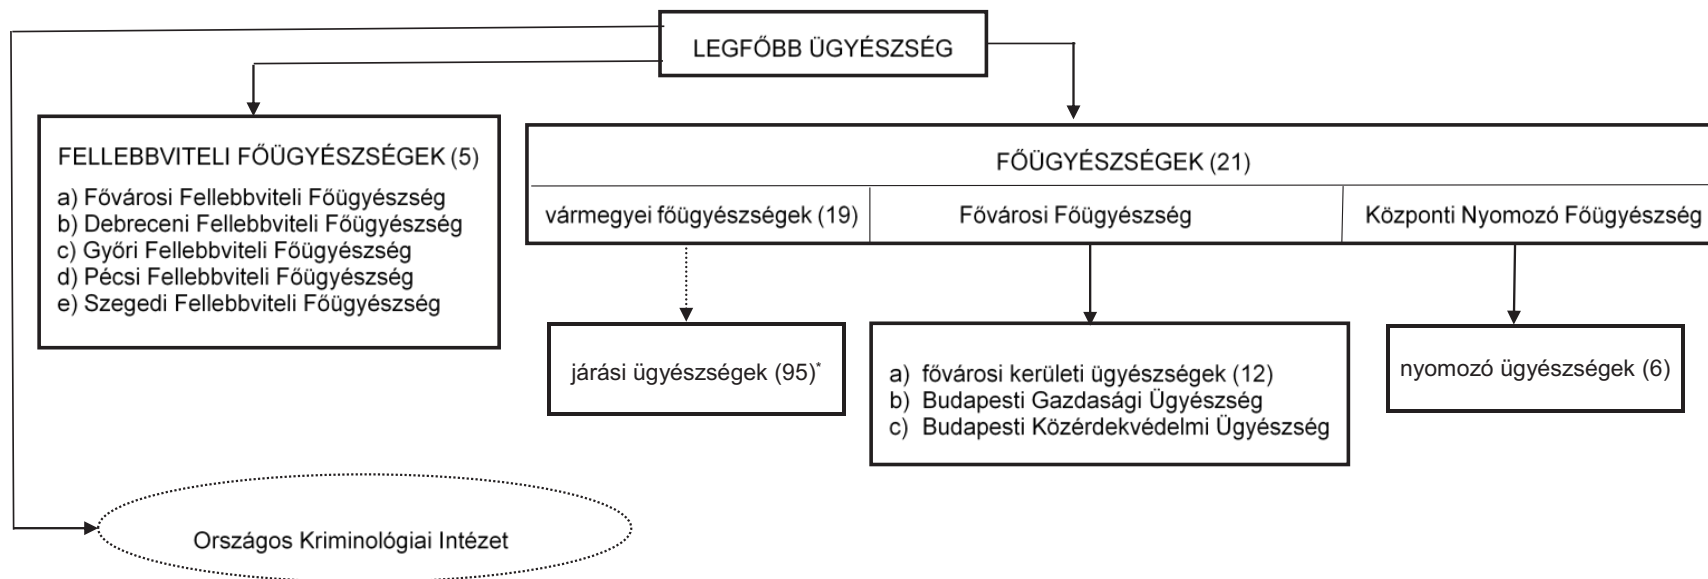 LEGFŐBB ÜGYÉSZSÉG
FELLEBBVITELI FŐÜGYÉSZSÉGEK (5)
a) Fővárosi Fellebbviteli Főügyészség
b) Debreceni Fellebbviteli Főügyészség
c) Győri Fellebbviteli Főügyészség
d) Pécsi Fellebbviteli Főügyészség
e) Szegedi Fellebbviteli Főügyészség
FŐÜGYÉSZSÉGEK (21)
vármegyei főügyészségek (19)
Fővárosi Főügyészség
Központi Nyomozó Főügyészség
járási ügyészségek (95)*
a) fővárosi kerületi ügyészségek (12)
b) Budapesti Gazdasági Ügyészség
c) Budapesti Közérdekvédelmi Ügyészség
nyomozó ügyészségek (6)
Országos Kriminológiai Intézet